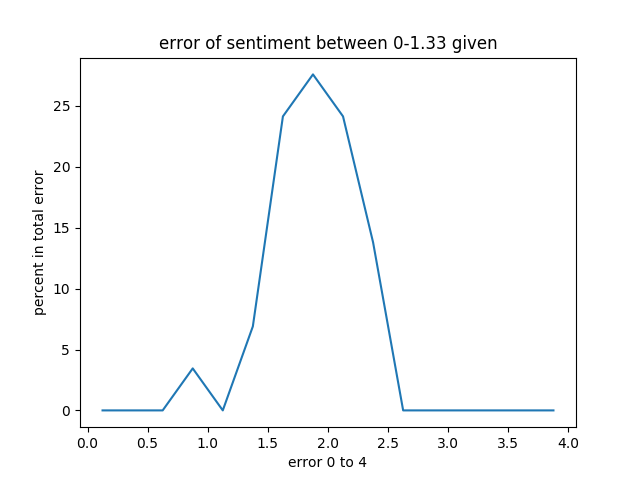 error of sentiment between 0-1.33 given
25
20
15
10
5
0
percent in total error
0.0 0.5 1.0 1.5 2.0 2.5 3.0 3.5 4.0
error 0 to 4